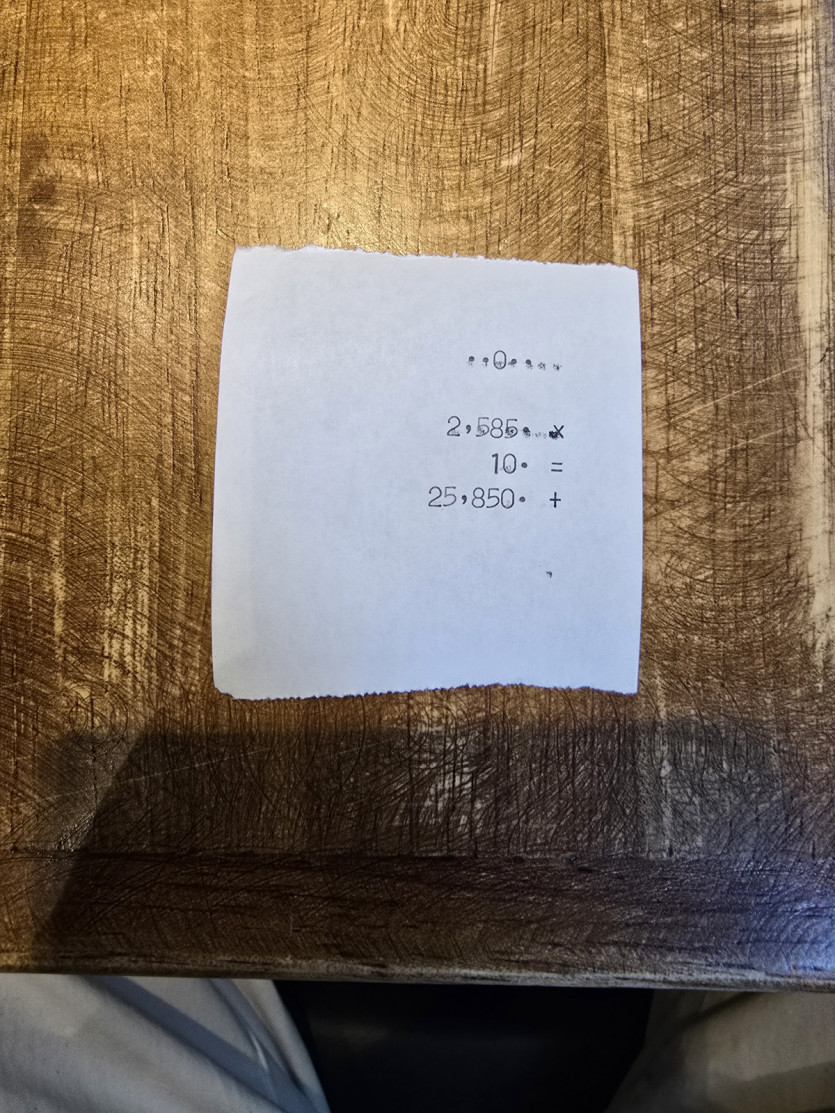 ..0.....
2,585. x
10. =
25,850. +